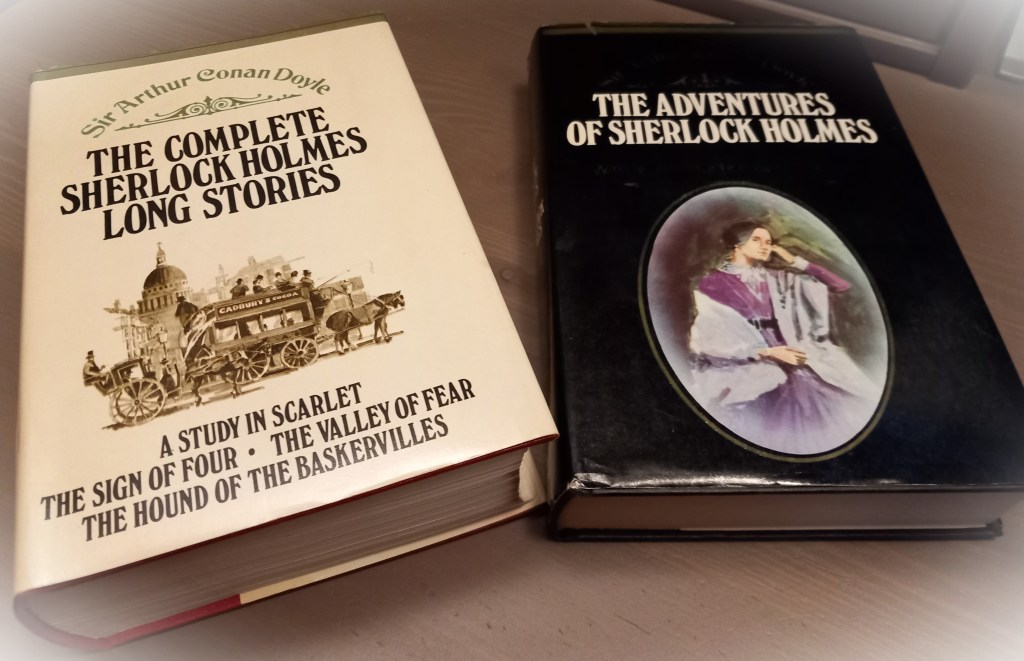 Sir Arthur Conan Doyle
THE COMPLETE
SHERLOCK HOLMES
LONG STORIES
CADBURY'S COCOA
A STUDY IN SCARLET
THE SIGN OF FOUR · THE VALLEY OF FEAR
THE HOUND OF THE BASKERVILLES
THE ADVENTURES
OF SHERLOCK HOLMES